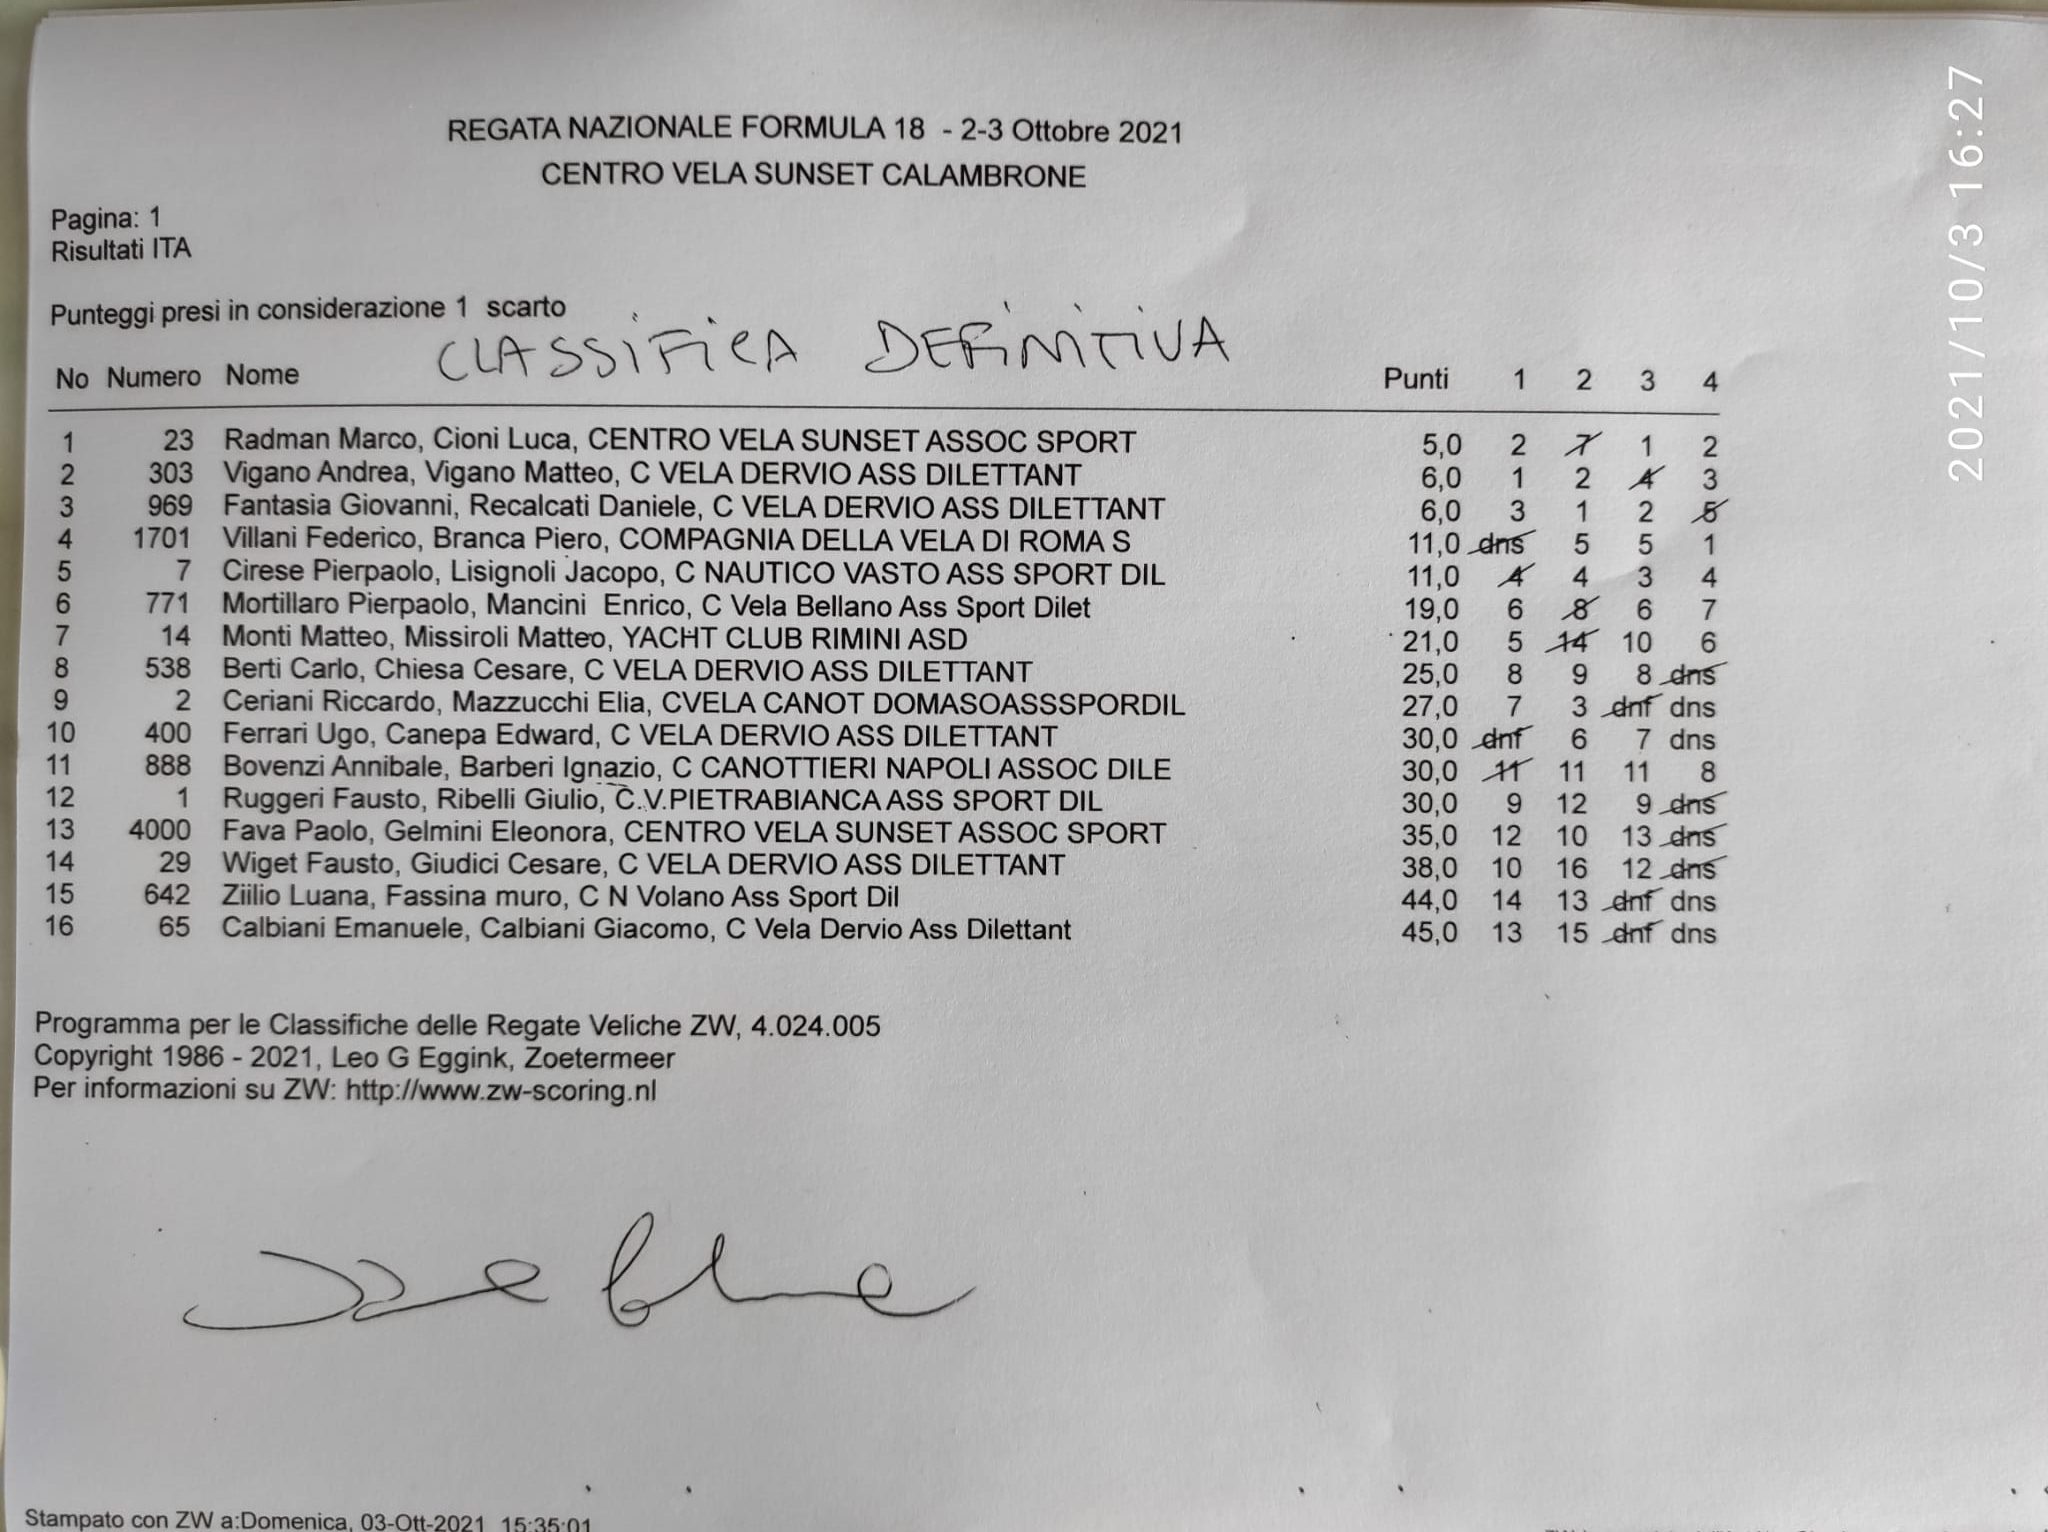 REGATA NAZIONALE FORMULA 18 - 2-3 Ottobre 2021
CENTRO VELA SUNSET CALAMBRONE
Pagina: 1
Risultati ITA
Punteggi presi in considerazione 1 scarto
CLASSIFICA DEFINITIVA
No Numero Nome Punti 1 2 3 4
1 23 Radman Marco, Cioni Luca, CENTRO VELA SUNSET ASSOC SPORT 5,0 2 7 1 2
2 303 Vigano Andrea, Vigano Matteo, C VELA DERVIO ASS DILETTANT 6,0 1 2 4 3
3 969 Fantasia Giovanni, Recalcati Daniele, C VELA DERVIO ASS DILETTANT 6,0 3 1 2 5
4 1701 Villani Federico, Branca Piero, COMPAGNIA DELLA VELA DI ROMA S 11,0 dns 5 5 1
5 7 Cirese Pierpaolo, Lisignoli Jacopo, C NAUTICO VASTO ASS SPORT DIL 11,0 4 4 3 4
6 771 Mortillaro Pierpaolo, Mancini Enrico, C Vela Bellano Ass Sport Dilet 19,0 6 8 6 7
7 14 Monti Matteo, Missiroli Matteo, YACHT CLUB RIMINI ASD 21,0 5 14 10 6
8 538 Berti Carlo, Chiesa Cesare, C VELA DERVIO ASS DILETTANT 25,0 8 9 8 dns
9 2 Ceriani Riccardo, Mazzucchi Elia, CVELA CANOT DOMASOASSSPORDIL 27,0 7 3 dnf dns
10 400 Ferrari Ugo, Canepa Edward, C VELA DERVIO ASS DILETTANT 30,0 dnf 6 7 dns
11 888 Bovenzi Annibale, Barberi Ignazio, C CANOTTIERI NAPOLI ASSOC DILE 30,0 11 11 11 8
12 1 Ruggeri Fausto, Ribelli Giulio, C.V.PIETRABIANCA ASS SPORT DIL 30,0 9 12 9 dns
13 4000 Fava Paolo, Gelmini Eleonora, CENTRO VELA SUNSET ASSOC SPORT 35,0 12 10 13 dns
14 29 Wiget Fausto, Giudici Cesare, C VELA DERVIO ASS DILETTANT 38,0 10 16 12 dns
15 642 Ziilio Luana, Fassina muro, C N Volano Ass Sport Dil 44,0 14 13 dnf dns
16 65 Calbiani Emanuele, Calbiani Giacomo, C Vela Dervio Ass Dilettant 45,0 13 15 dnf dns
Programma per le Classifiche delle Regate Veliche ZW, 4.024.005
Copyright 1986 - 2021, Leo G Eggink, Zoetermeer
Per informazioni su ZW: http://www.zw-scoring.nl
Stampato con ZW a:Domenica, 03-Ott-2021 15:35:01
2021/10/3 16:27